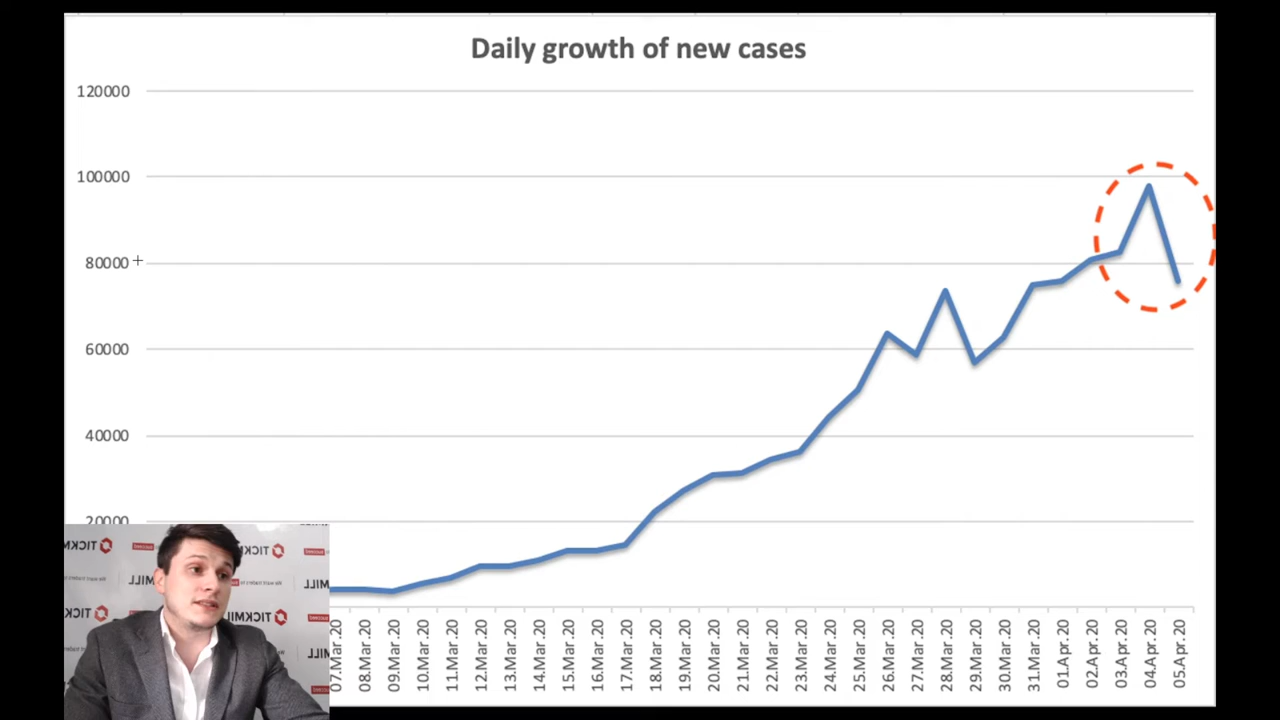 Daily growth of new cases
120000
100000
80000
60000
40000
20000
07.Mar.20
08.Mar.20
09.Mar.20
10.Mar.20
11.Mar.20
12.Mar.20
13.Mar.20
14.Mar.20
15.Mar.20
16.Mar.20
17.Mar.20
18.Mar.20
19.Mar.20
20.Mar.20
21.Mar.20
22.Mar.20
23.Mar.20
24.Mar.20
25.Mar.20
26.Mar.20
27.Mar.20
28.Mar.20
29.Mar.20
30.Mar.20
31.Mar.20
01.Apr.20
02.Apr.20
03.Apr.20
04.Apr.20
05.Apr.20
TICKMILL
TICKMILL
TICKMILL
TICKMILL